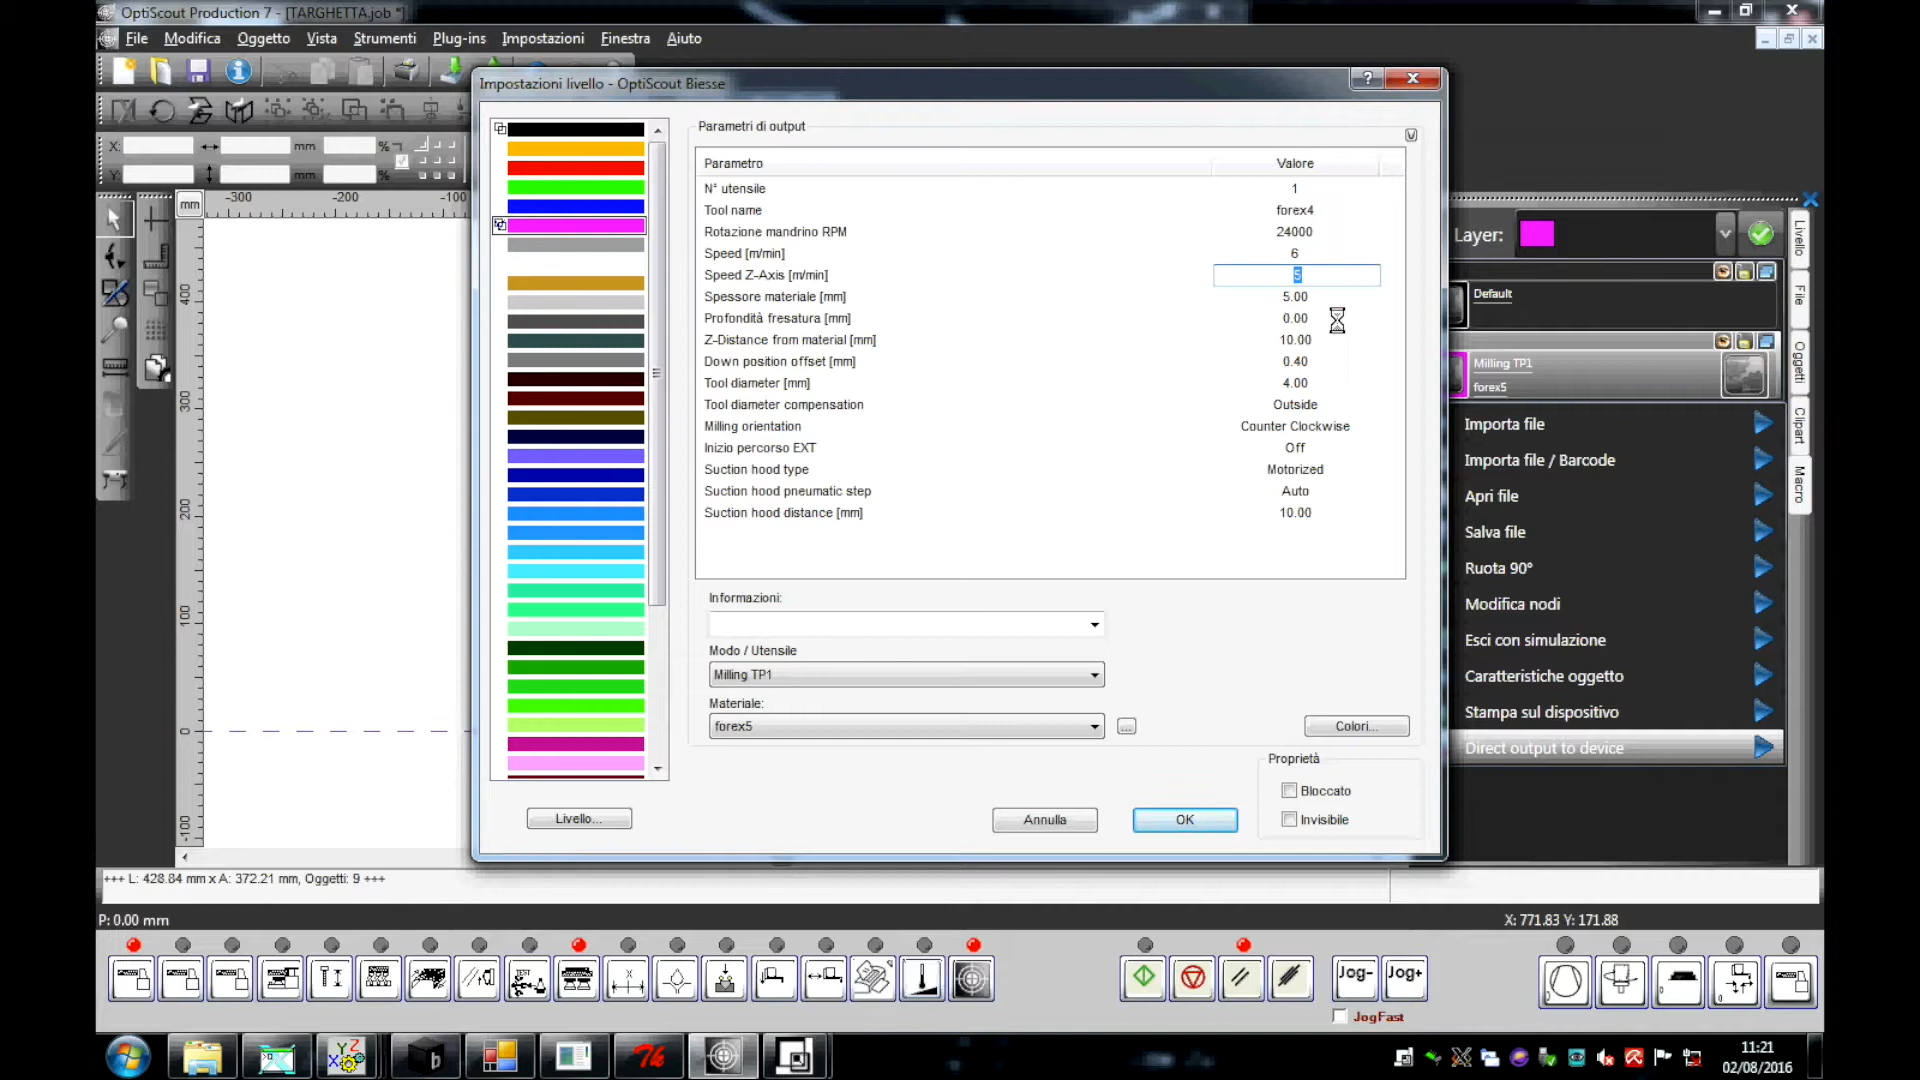 OptiScout Production 7 - [TARGHETTA.job *]
File Modifica Oggetto Vista Strumenti Plug-ins Impostazioni Finestra Aiuto
Impostazioni livello - OptiScout Biesse
X: mm %
Y: mm %
mm -300 -200 -100
400
300
200
100
0
-100
Parametri di output
Parametro Valore
N° utensile 1
Tool name forex4
Rotazione mandrino RPM 24000
Speed [m/min] 6
Speed Z-Axis [m/min] 5
Spessore materiale [mm] 5.00
Profondità fresatura [mm] 0.00
Z-Distance from material [mm] 10.00
Down position offset [mm] 0.40
Tool diameter [mm] 4.00
Tool diameter compensation Outside
Milling orientation Counter Clockwise
Inizio percorso EXT Off
Suction hood type Motorized
Suction hood pneumatic step Auto
Suction hood distance [mm] 10.00
Informazioni:
Modo / Utensile
Milling TP1
Materiale:
forex5
... Colori...
Proprietà
Bloccato
Invisibile
Livello... Annulla OK
Layer:
Default
Milling TP1
forex5
Importa file
Importa file / Barcode
Apri file
Salva file
Ruota 90°
Modifica nodi
Esci con simulazione
Caratteristiche oggetto
Stampa sul dispositivo
Direct output to device
Livello
File
Oggetti
Clipart
Macro
+++ L: 428.84 mm x A: 372.21 mm, Oggetti: 9 +++
P: 0.00 mm X: 771.83 Y: 171.88
TEST
X
Jog- Jog+
0
0
JogFast
XYZ
b
7k
11:21
02/08/2016